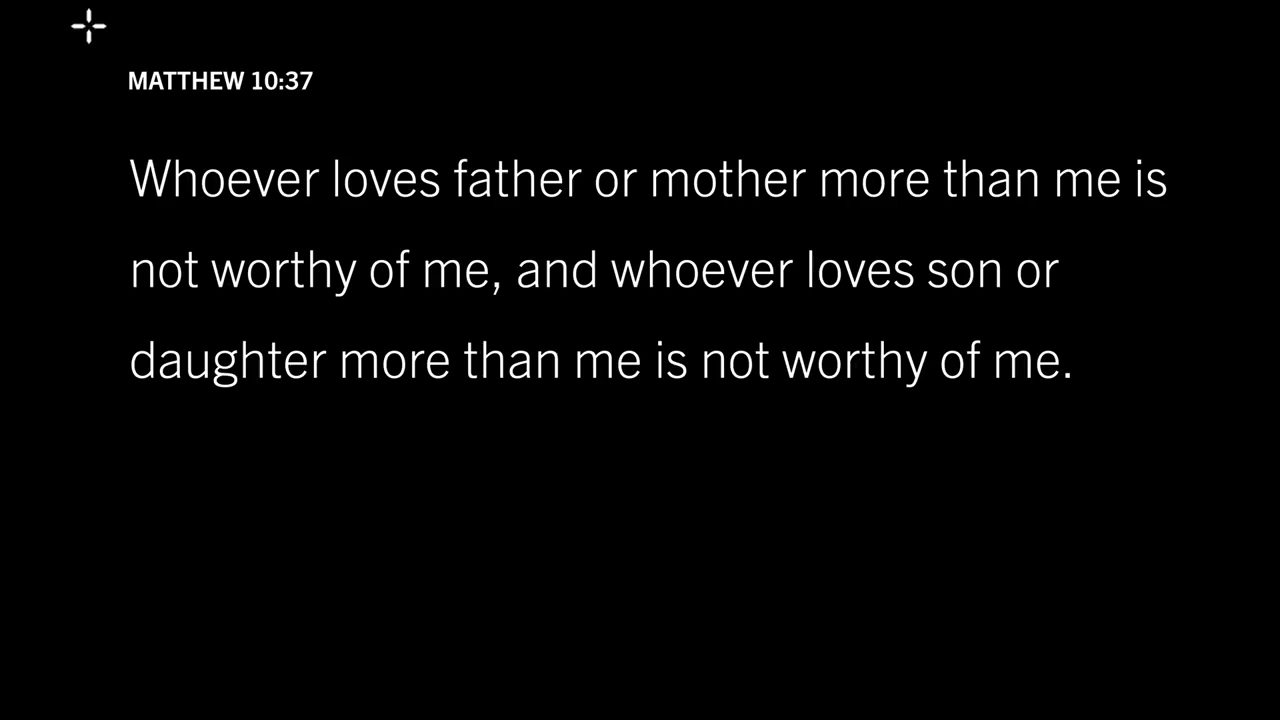 MATTHEW 10:37
Whoever loves father or mother more than me is
not worthy of me, and whoever loves son or
daughter more than me is not worthy of me.